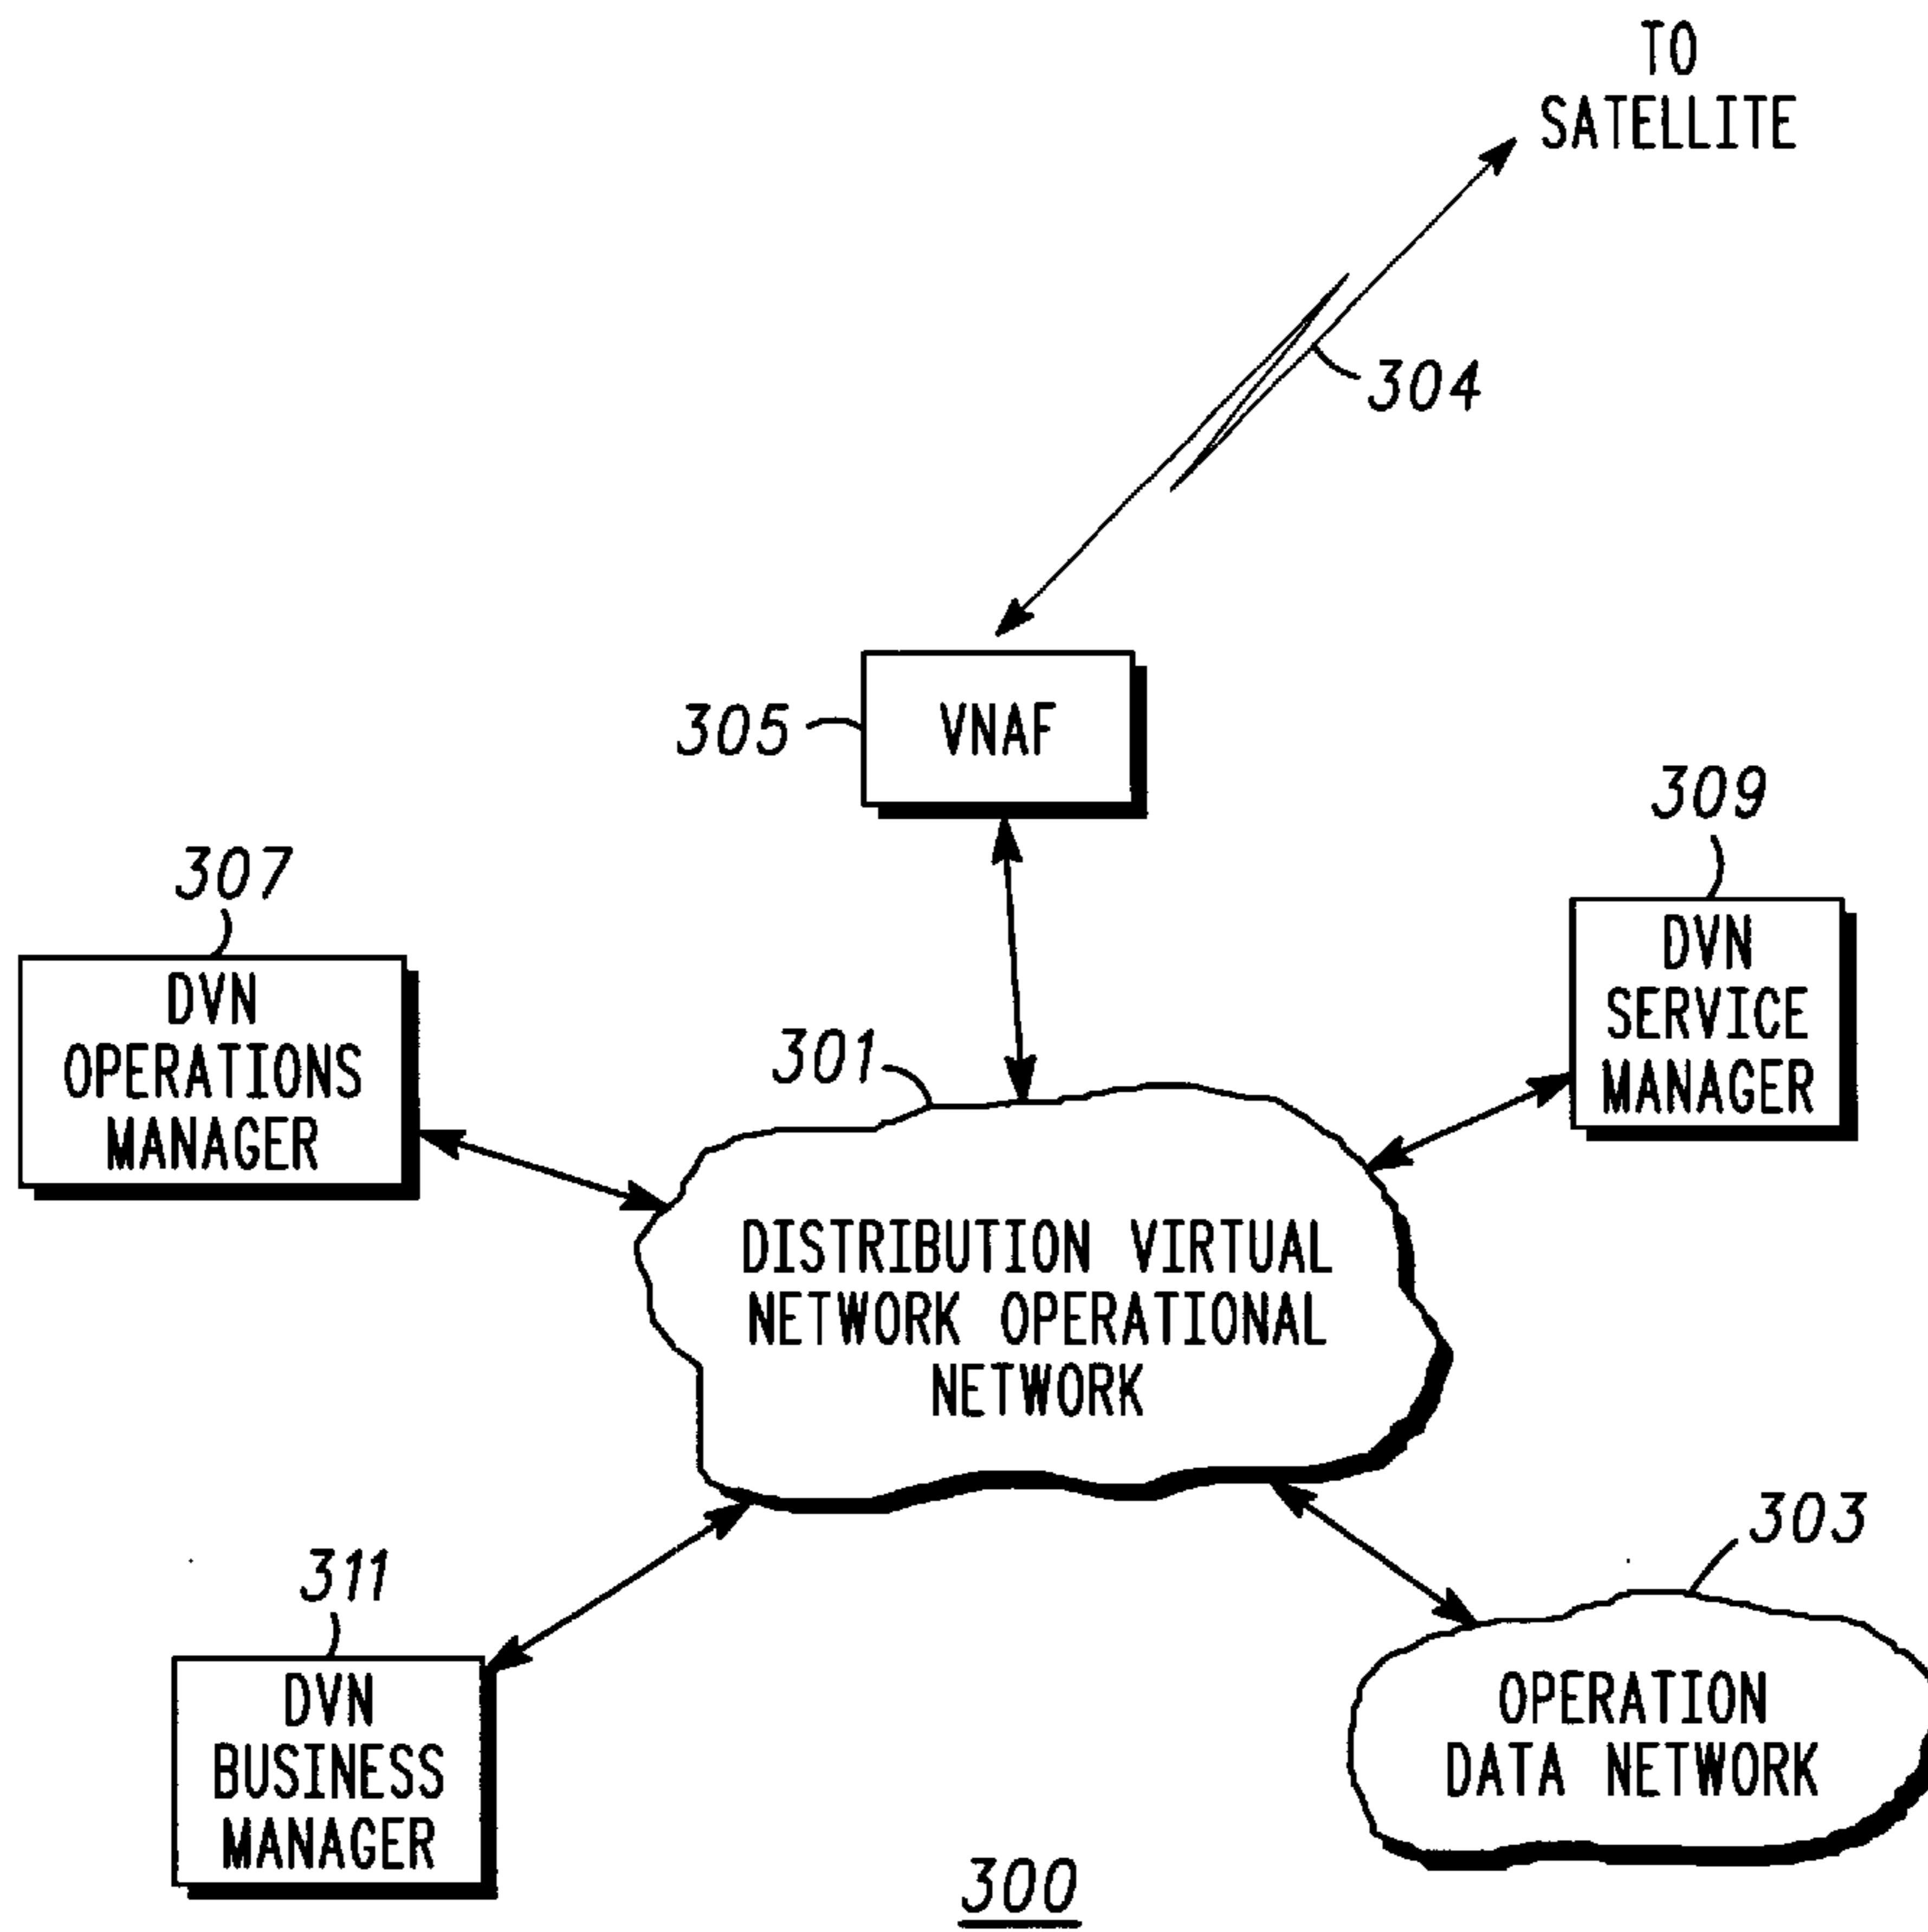 TO
SATELLITE
304
305
VNAF
309
307
DVN
SERVICE
MANAGER
DVN
OPERATIONS
MANAGER
301
DISTRIBUTION VIRTUAL
NETWORK OPERATIONAL
NETWORK
303
311
OPERATION
DATA NETWORK
DVN
BUSINESS
MANAGER
300